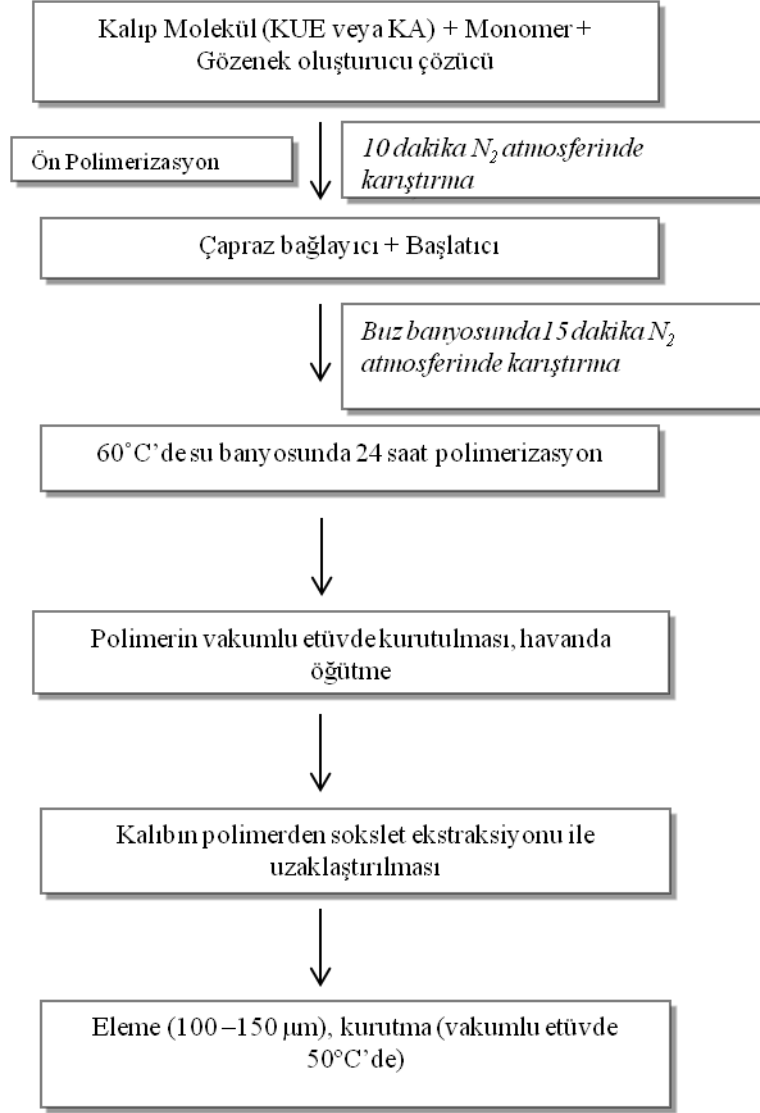 Kalıp Molekül (KUE veya KA) + Monomer +
Gözenek oluşturucu çözücü
Ön Polimerizasyon
10 dakika N₂ atmosferinde
karıştırma
Çapraz bağlayıcı + Başlatıcı
Buz banyosunda 15 dakika N₂
atmosferinde karıştırma
60˚C’de su banyosunda 24 saat polimerizasyon
Polimerin vakumlu etüvde kurutulması, havanda
öğütme
Kalıbın polimerden sokslet ekstraksiyonu ile
uzaklaştırılması
Eleme (100–150 μm), kurutma (vakumlu etüvde
50°C’de)